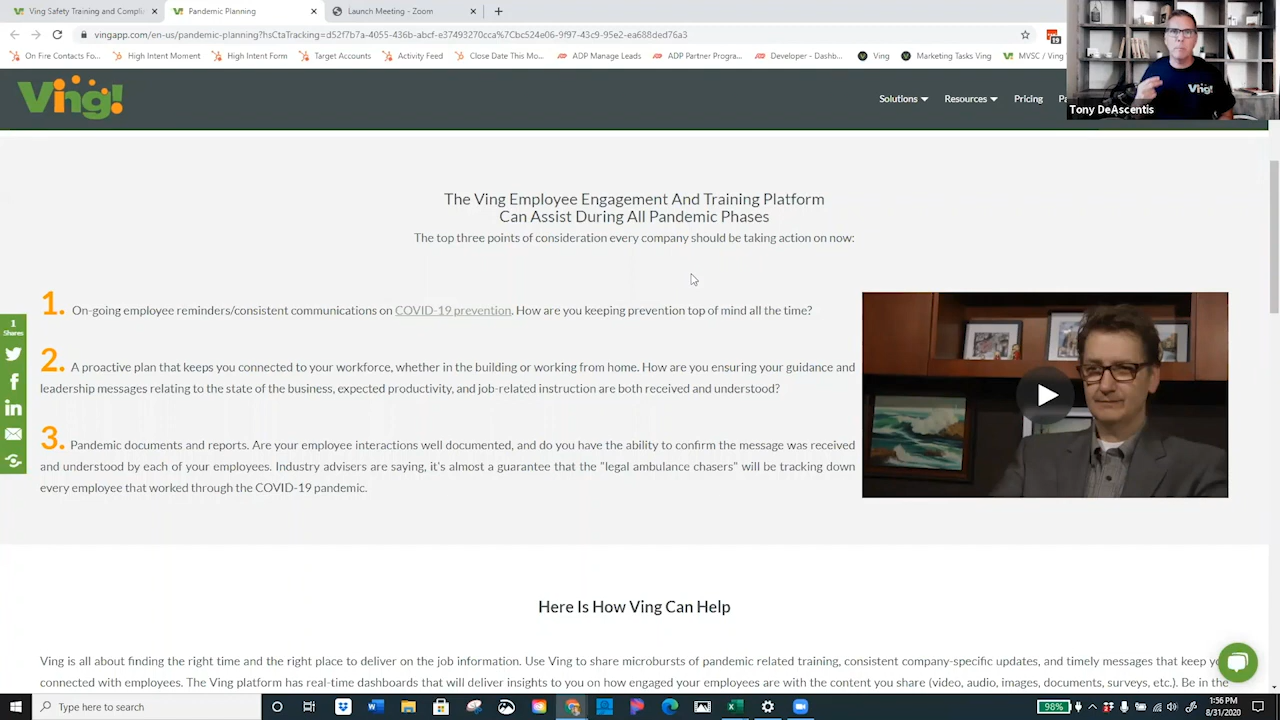 Ving Safety Training and Compli
Pandemic Planning
Launch Meeting - Zoom
vingapp.com/en-us/pandemic-planning?hsCtaTracking=d52f7b7a-4055-436b-abcf-e3749327b0cca%7Cbc524e06-9f97-43c9-95e2-ea688ded76a3
19
On Fire Contacts Fo...
High Intent Moment
High Intent Form
Target Accounts
Activity Feed
Close Date This Mo...
ADP Manage Leads
ADP Partner Progra...
Developer - Dashb...
Ving
Marketing Tasks Ving
MVSC / Ving
Ving!
Solutions
Resources
Pricing
Ving!
Tony DeAscentis
The Ving Employee Engagement And Training Platform
Can Assist During All Pandemic Phases
The top three points of consideration every company should be taking action on now:
1. On-going employee reminders/consistent communications on COVID-19 prevention. How are you keeping prevention top of mind all the time?
2. A proactive plan that keeps you connected to your workforce, whether in the building or working from home. How are you ensuring your guidance and
leadership messages relating to the state of the business, expected productivity, and job-related instruction are both received and understood?
3. Pandemic documents and reports. Are your employee interactions well documented, and do you have the ability to confirm the message was received
and understood by each of your employees. Industry advisers are saying, it's almost a guarantee that the "legal ambulance chasers" will be tracking down
every employee that worked through the COVID-19 pandemic.
1
Shares
Here Is How Ving Can Help
Ving is all about finding the right time and the right place to deliver on the job information. Use Ving to share microbursts of pandemic related training, consistent company-specific updates, and timely messages that keep
connected with employees. The Ving platform has real-time dashboards that will deliver insights to you on how engaged your employees are with the content you share (video, audio, images, documents, surveys, etc.). Be in the
Type here to search
98%
1:56 PM
8/31/2020